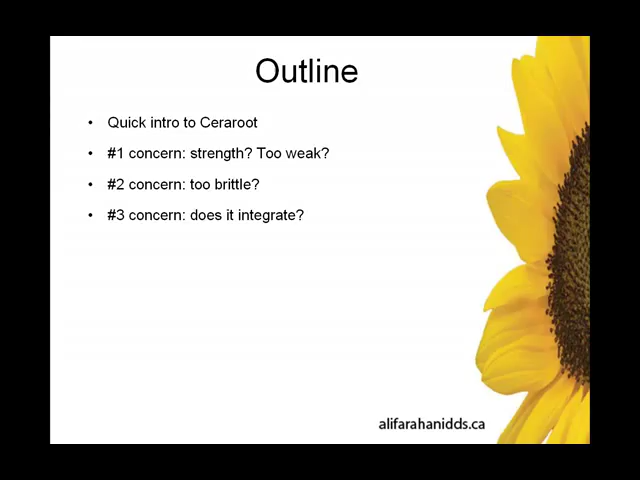 Outline
• Quick intro to Ceraroot
• #1 concern: strength? Too weak?
• #2 concern: too brittle?
• #3 concern: does it integrate?
alifarahanidds.ca